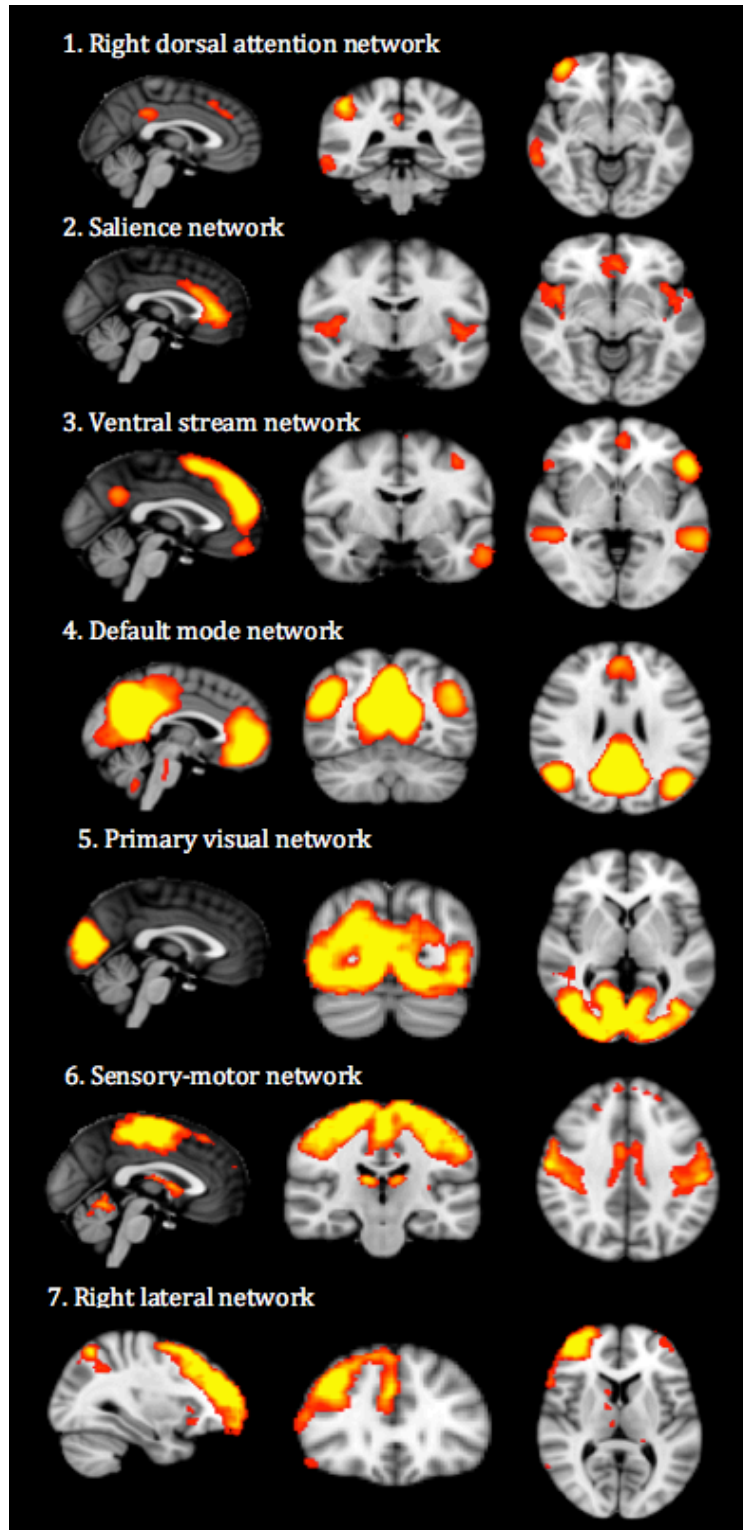 1. Right dorsal attention network
2. Salience network
3. Ventral stream network
4. Default mode network
5. Primary visual network
6. Sensory-motor network
7. Right lateral network